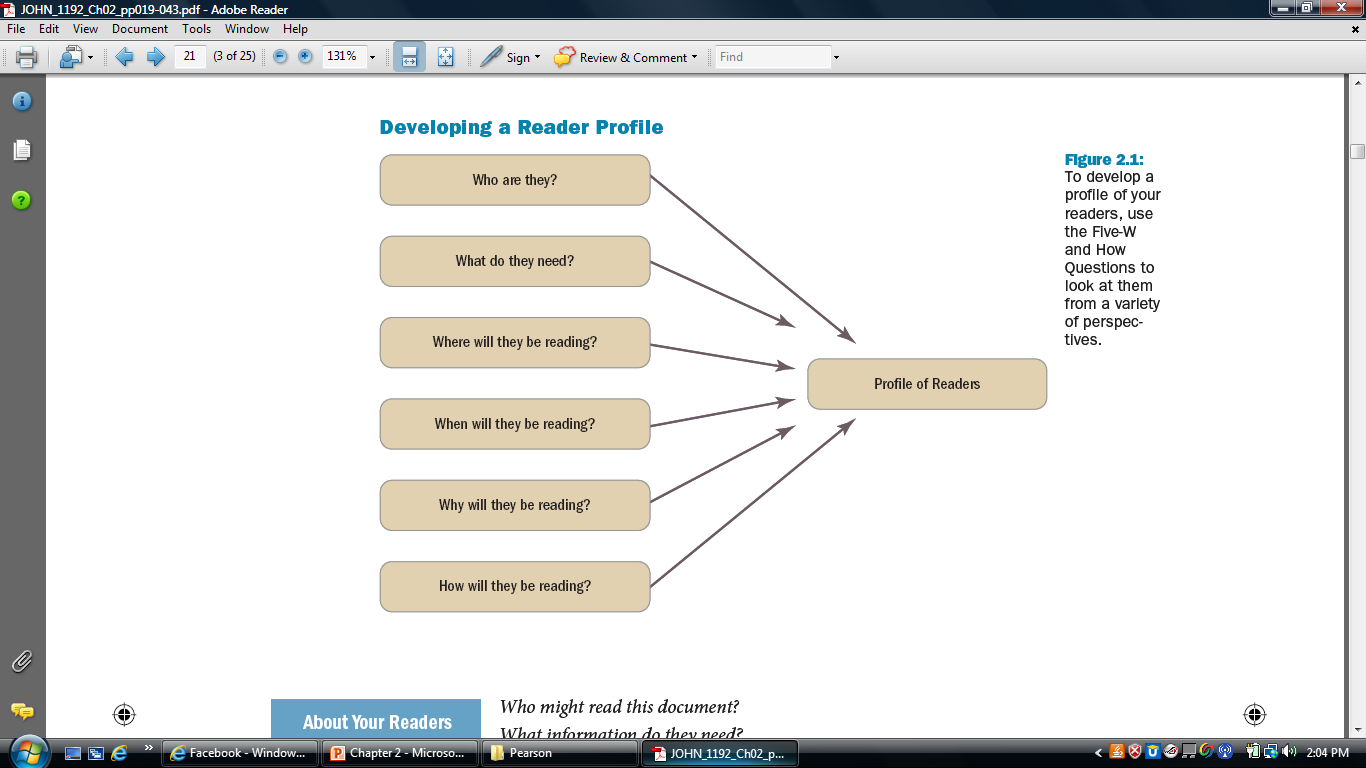 JOHN_1192_Ch02_pp019-043.pdf - Adobe Reader
File Edit View Document Tools Window Help
21 (3 of 25) 131% Sign Review & Comment Find
Developing a Reader Profile
Who are they?
What do they need?
Where will they be reading?
When will they be reading?
Why will they be reading?
How will they be reading?
Profile of Readers
Figure 2.1:
To develop a
profile of your
readers, use
the Five-W
and How
Questions to
look at them
from a variety
of perspec-
tives.
About Your Readers
Who might read this document?
What information do they need?
Facebook - Window... Chapter 2 - Microso... Pearson JOHN_1192_Ch02_p... 2:04 PM